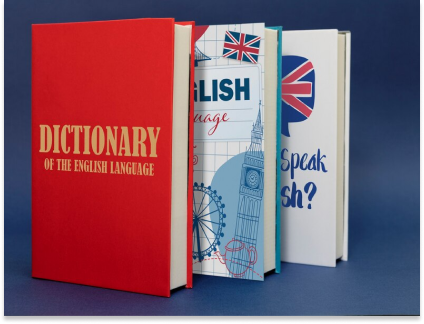 DICTIONARY
OF THE ENGLISH LANGUAGE
GLISH
uage
Speak
sh?